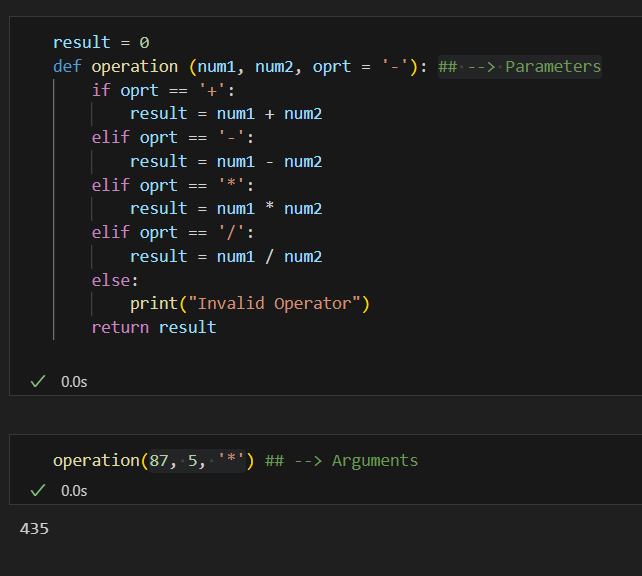 result = 0
def operation (num1, num2, oprt = '-'): ## --> Parameters
    if oprt == '+':
        result = num1 + num2
    elif oprt == '-':
        result = num1 - num2
    elif oprt == '*':
        result = num1 * num2
    elif oprt == '/':
        result = num1 / num2
    else:
        print("Invalid Operator")
    return result
✓ 0.0s
operation(87, 5, '*') ## --> Arguments
✓ 0.0s
435